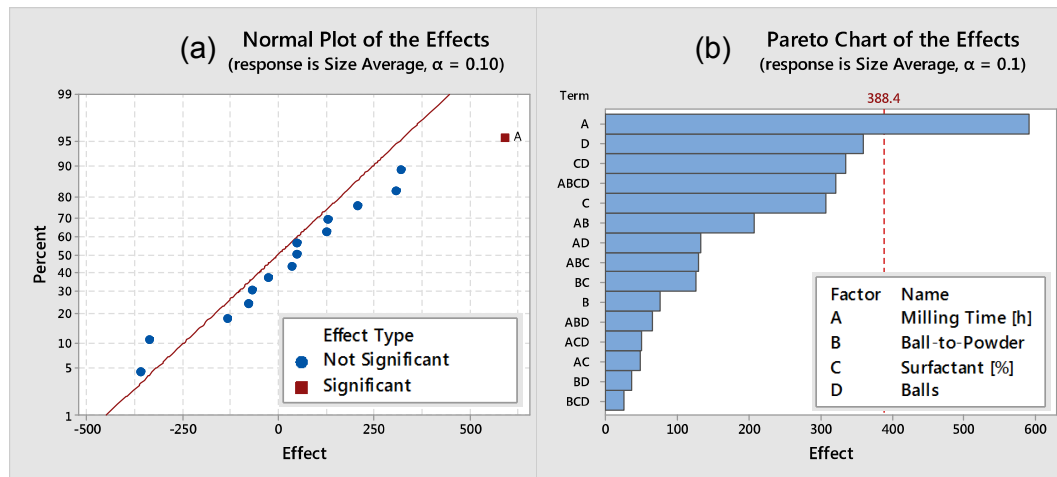 (a) Normal Plot of the Effects
(response is Size Average, α = 0.10)
99
95
90
80
70
60
50
40
30
20
10
5
1
Percent
A
Effect Type
Not Significant
Significant
-500 -250 0 250 500
Effect
(b) Pareto Chart of the Effects
(response is Size Average, α = 0.1)
Term
388.4
A
D
CD
ABCD
C
AB
AD
ABC
BC
B
ABD
ACD
AC
BD
BCD
Factor Name
A Milling Time [h]
B Ball-to-Powder
C Surfactant [%]
D Balls
0 100 200 300 400 500 600
Effect